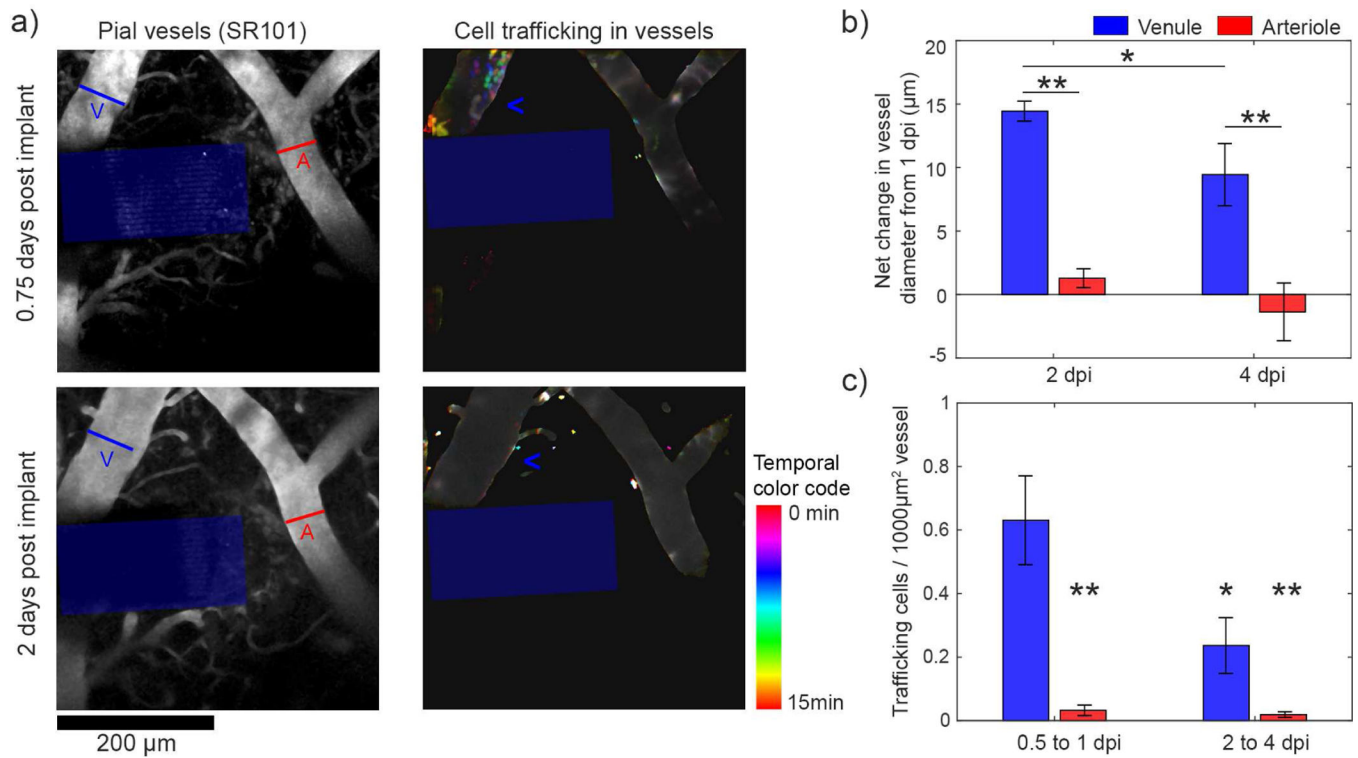 a)
Pial vesels (SR101)
Cell trafficking in vessels
0.75 days post implant
V
A
<
2 days post implant
V
A
<
Temporal
color code
0 min
15min
200 µm
b)
Venule
Arteriole
Net change in vessel
diameter from 1 dpi (µm)
20
15
10
5
0
-5
**
*
**
2 dpi
4 dpi
c)
Trafficking cells / 1000µm² vessel
1
0.8
0.6
0.4
0.2
0
**
*
**
0.5 to 1 dpi
2 to 4 dpi